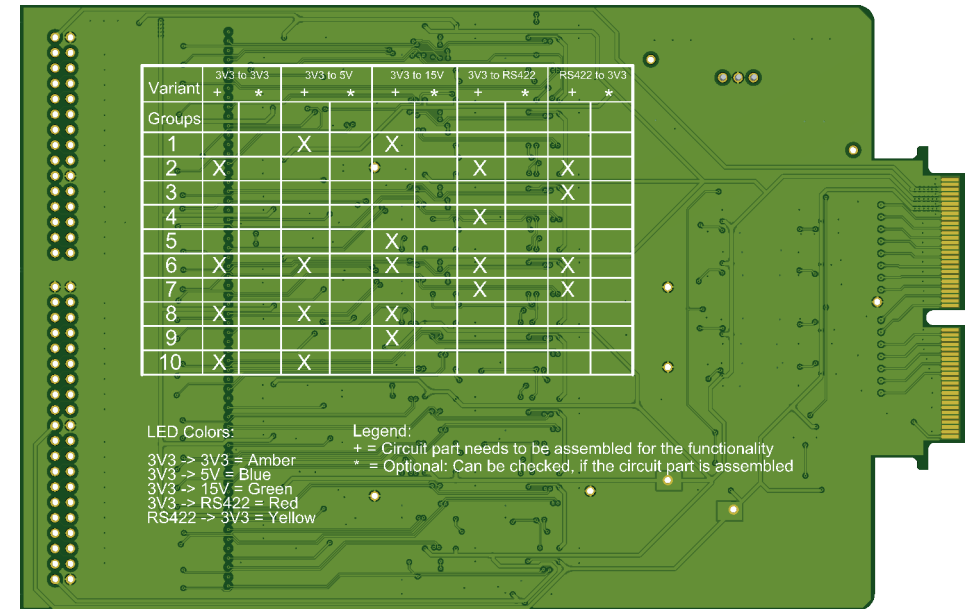 Variant 3V3 to 3V3 3V3 to 5V 3V3 to 15V 3V3 to RS422 RS422 to 3V3
+ * + * + * + * + *
Groups
1 X X
2 X X X
3 X
4 X
5 X
6 X X X X X
7 X X
8 X X X
9 X
10 X X
LED Colors:
3V3 -> 3V3 = Amber
3V3 -> 5V = Blue
3V3 -> 15V = Green
3V3 -> RS422 = Red
RS422 -> 3V3 = Yellow
Legend:
+ = Circuit part needs to be assembled for the functionality
* = Optional: Can be checked, if the circuit part is assembled